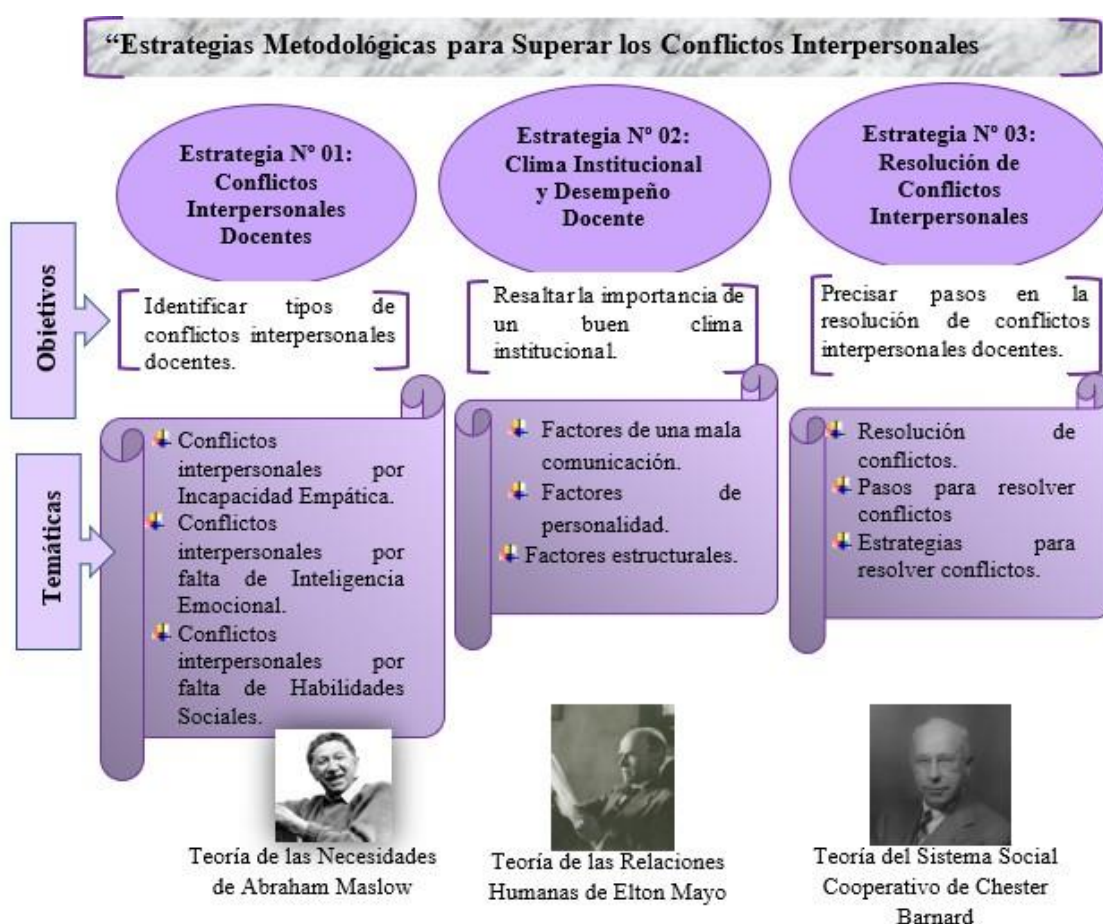 “Estrategias Metodológicas para Superar los Conflictos Interpersonales
Estrategia N° 01:
Conflictos
Interpersonales
Docentes
Estrategia N° 02:
Clima Institucional
y Desempeño
Docente
Estrategia N° 03:
Resolución de
Conflictos
Interpersonales
Objetivos
Identificar tipos de
conflictos interpersonales
docentes.
Resaltar la importancia de
un buen clima
institucional.
Precisar pasos en la
resolución de conflictos
interpersonales docentes.
Temáticas
Conflictos
interpersonales por
Incapacidad Empática.
Conflictos
interpersonales por
falta de Inteligencia
Emocional.
Conflictos
interpersonales por
falta de Habilidades
Sociales.
Factores de una mala
comunicación.
Factores de
personalidad.
Factores estructurales.
Resolución de
conflictos.
Pasos para resolver
conflictos
Estrategias para
resolver conflictos.
Teoría de las Necesidades
de Abraham Maslow
Teoría de las Relaciones
Humanas de Elton Mayo
Teoría del Sistema Social
Cooperativo de Chester
Barnard